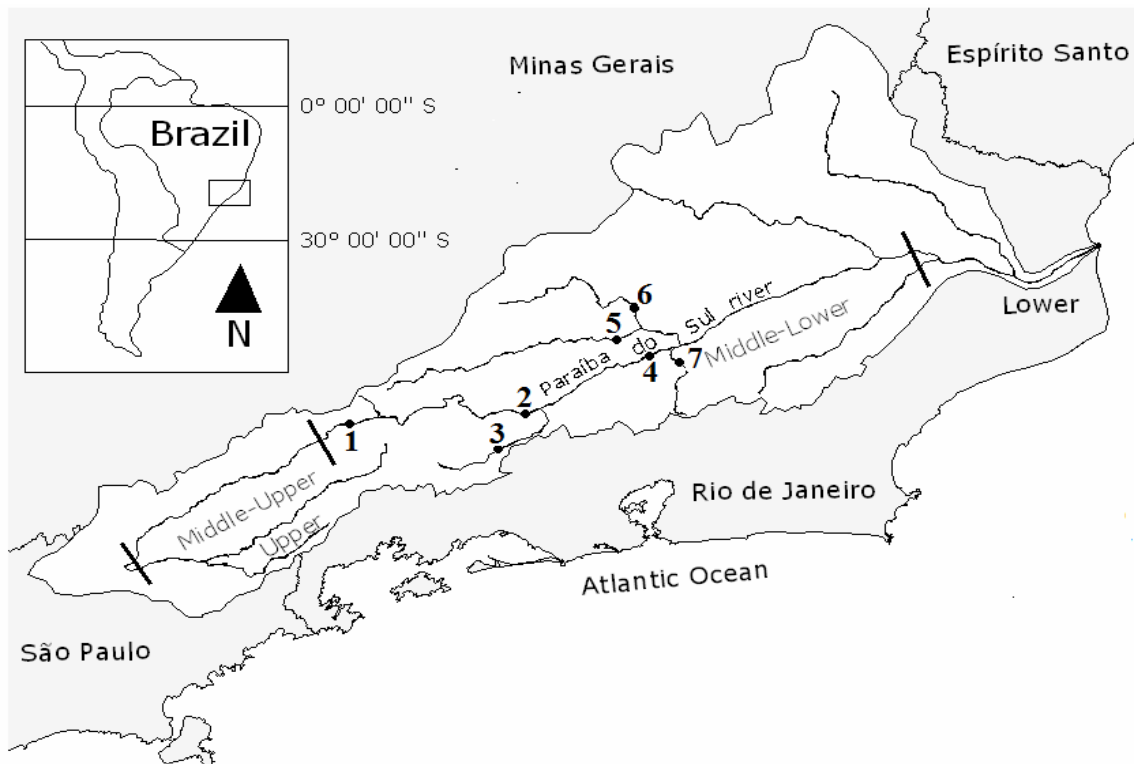 Minas Gerais
Espírito Santo
0° 00' 00" S
Brazil
30° 00' 00" S
N
Lower
6
Paraíba do Sul river
5
Middle-Lower
4
7
2
1
3
Middle-Upper
Upper
Rio de Janeiro
Atlantic Ocean
São Paulo